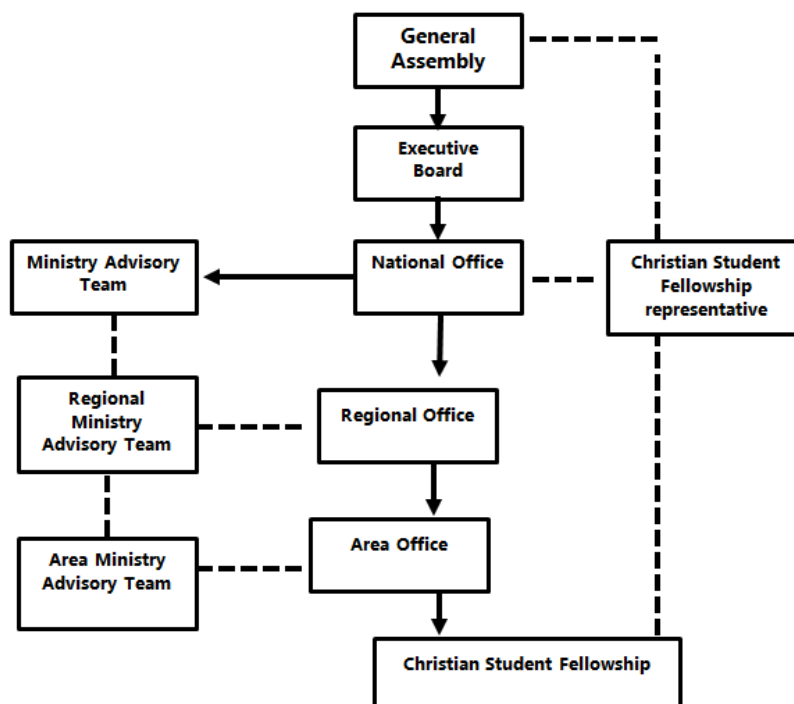 General
Assembly
Executive
Board
National Office
Ministry Advisory
Team
Christian Student
Fellowship
representative
Regional
Ministry
Advisory Team
Regional Office
Area Office
Area Ministry
Advisory Team
Christian Student Fellowship